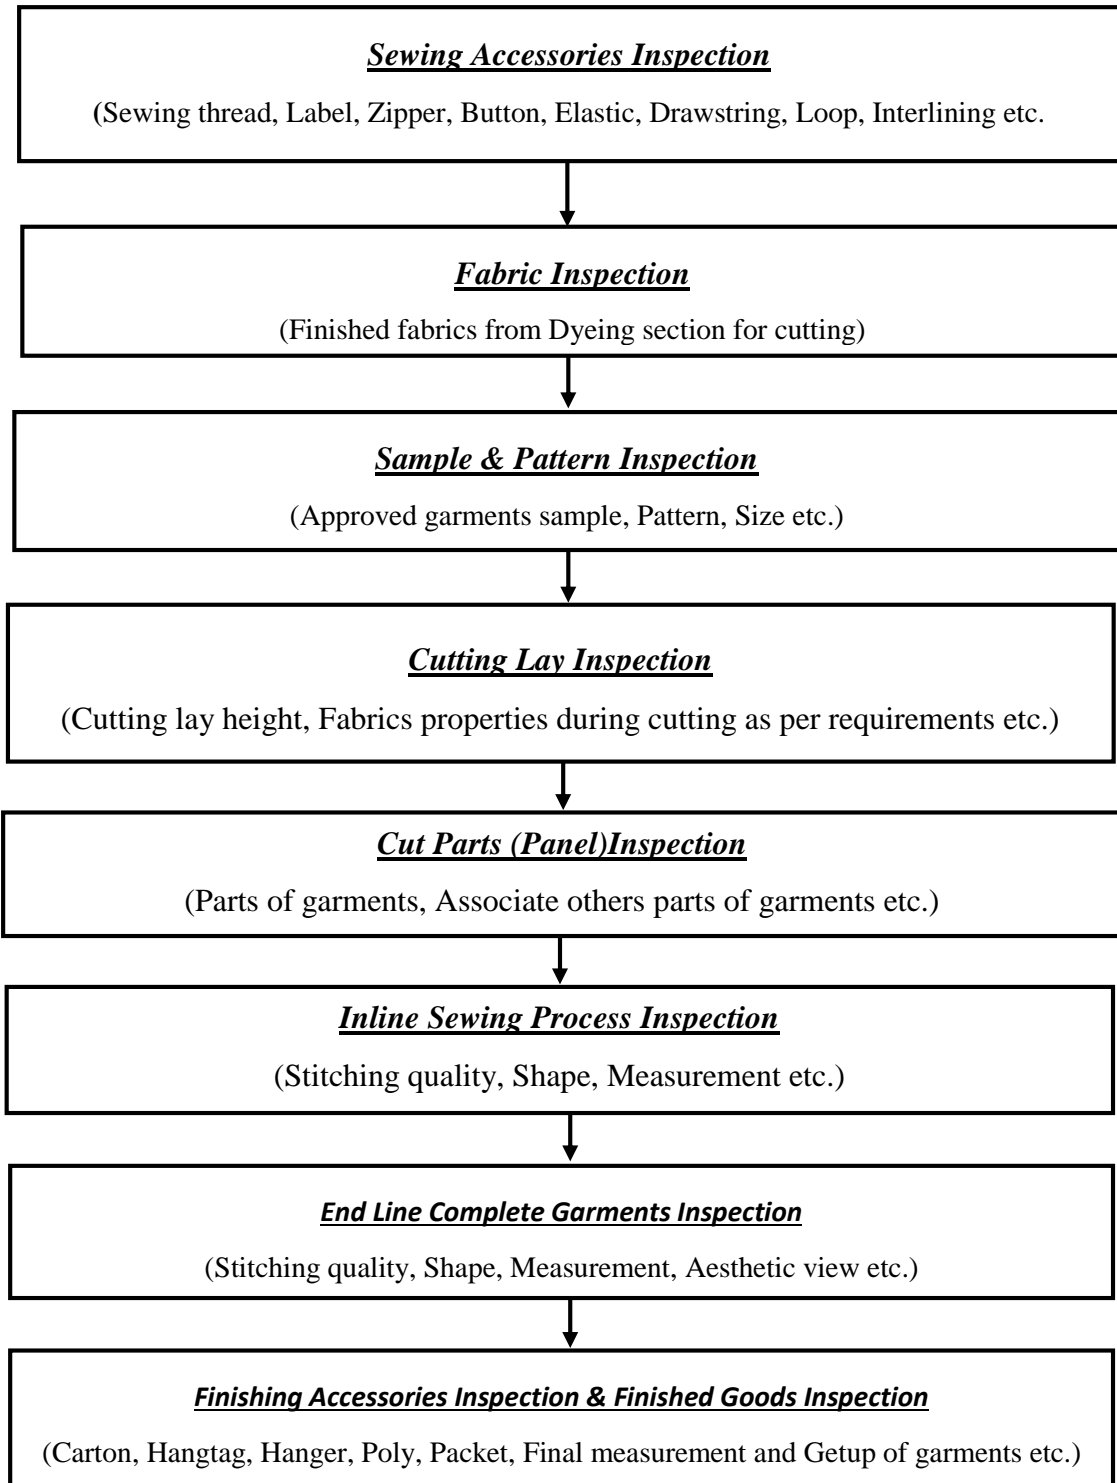 Sewing Accessories Inspection
(Sewing thread, Label, Zipper, Button, Elastic, Drawstring, Loop, Interlining etc.
Fabric Inspection
(Finished fabrics from Dyeing section for cutting)
Sample & Pattern Inspection
(Approved garments sample, Pattern, Size etc.)
Cutting Lay Inspection
(Cutting lay height, Fabrics properties during cutting as per requirements etc.)
Cut Parts (Panel)Inspection
(Parts of garments, Associate others parts of garments etc.)
Inline Sewing Process Inspection
(Stitching quality, Shape, Measurement etc.)
End Line Complete Garments Inspection
(Stitching quality, Shape, Measurement, Aesthetic view etc.)
Finishing Accessories Inspection & Finished Goods Inspection
(Carton, Hangtag, Hanger, Poly, Packet, Final measurement and Getup of garments etc.)